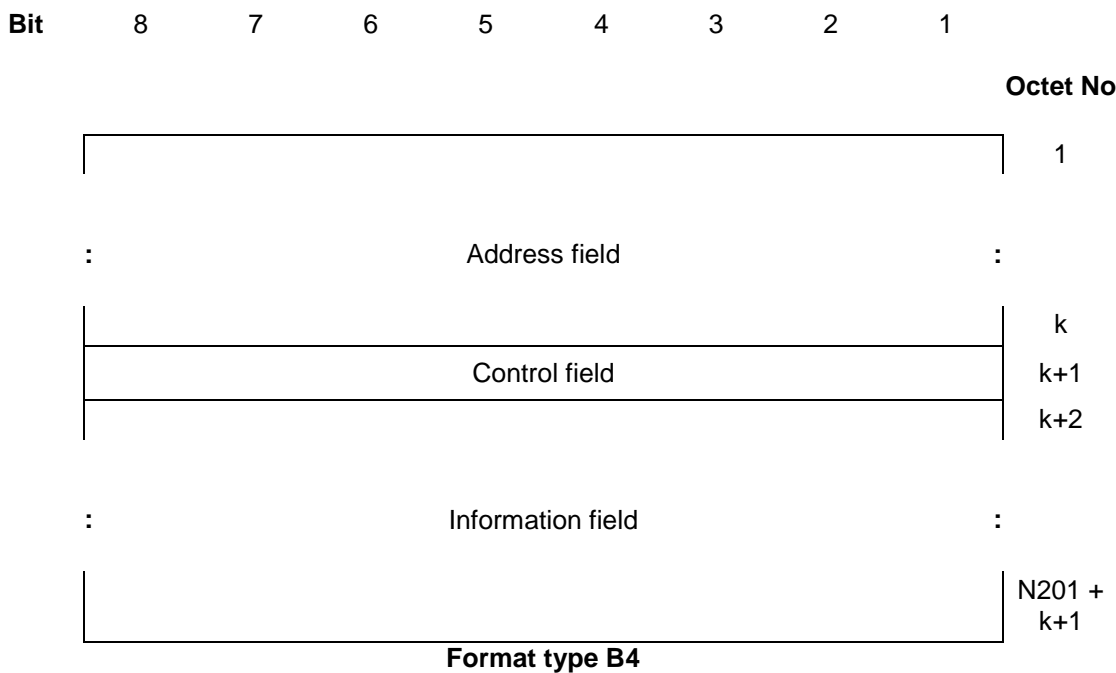 Bit 8 7 6 5 4 3 2 1
Octet No
1
: Address field :
k
Control field k+1
k+2
: Information field :
N201 +
k+1
Format type B4